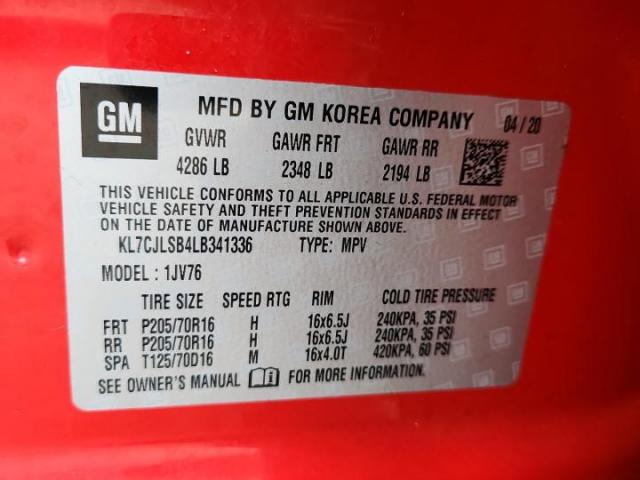 GM MFD BY GM KOREA COMPANY 04 / 20
GVWR GAWR FRT GAWR RR
4286 LB 2348 LB 2194 LB
THIS VEHICLE CONFORMS TO ALL APPLICABLE U.S. FEDERAL MOTOR
VEHICLE SAFETY AND THEFT PREVENTION STANDARDS IN EFFECT
ON THE DATE OF MANUFACTURE SHOWN ABOVE.
KL7CJLSB4LB341336 TYPE: MPV
MODEL : 1JV76
TIRE SIZE SPEED RTG RIM COLD TIRE PRESSURE
FRT P205/70R16 H 16x6.5J 240KPA, 35 PSI
RR P205/70R16 H 16x6.5J 240KPA, 35 PSI
SPA T125/70D16 M 16x4.0T 420KPA, 60 PSI
SEE OWNER'S MANUAL FOR MORE INFORMATION.